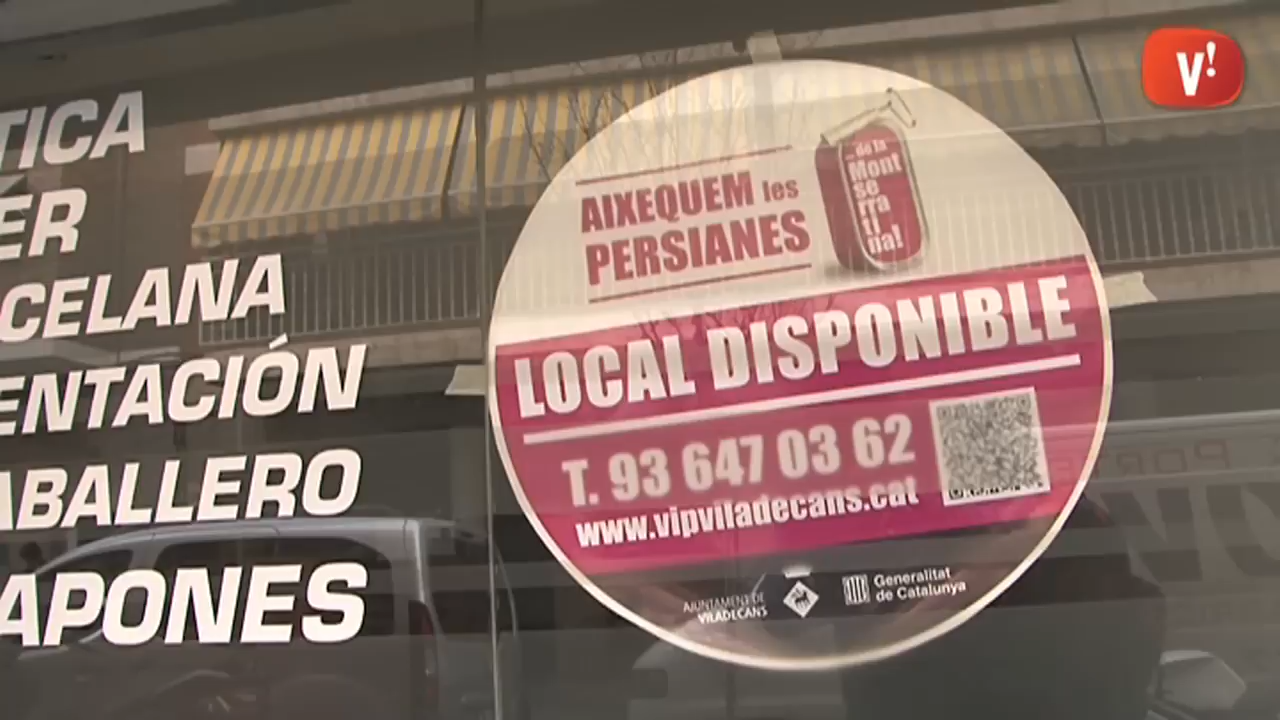 V!
TICA
ÉR
CELANA
ENTACIÓN
ABALLERO
APONES
AIXEQUEM les
PERSIANES
de la
Mont
se
rra
ti
na!
LOCAL DISPONIBLE
T. 93 647 03 62
www.vipviladecans.cat
AJUNTAMENT DE
VILADECANS
Generalitat
de Catalunya